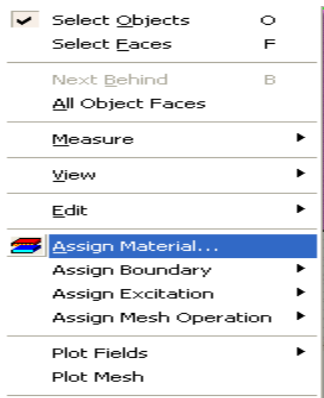 Select Objects O
Select Faces F
Next Behind B
All Object Faces
Measure
View
Edit
Assign Material...
Assign Boundary
Assign Excitation
Assign Mesh Operation
Plot Fields
Plot Mesh